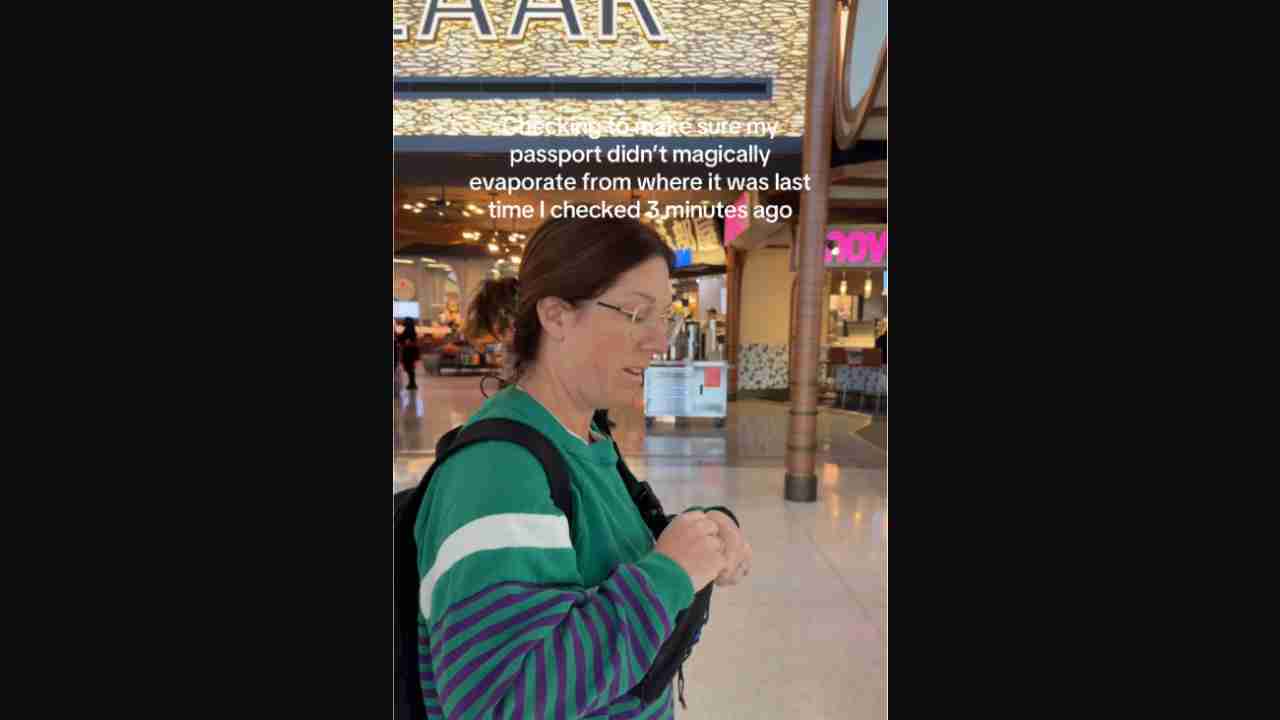 AAR
Checking to make sure my
passport didn't magically
evaporate from where it was last
time I checked 3 minutes ago
nov